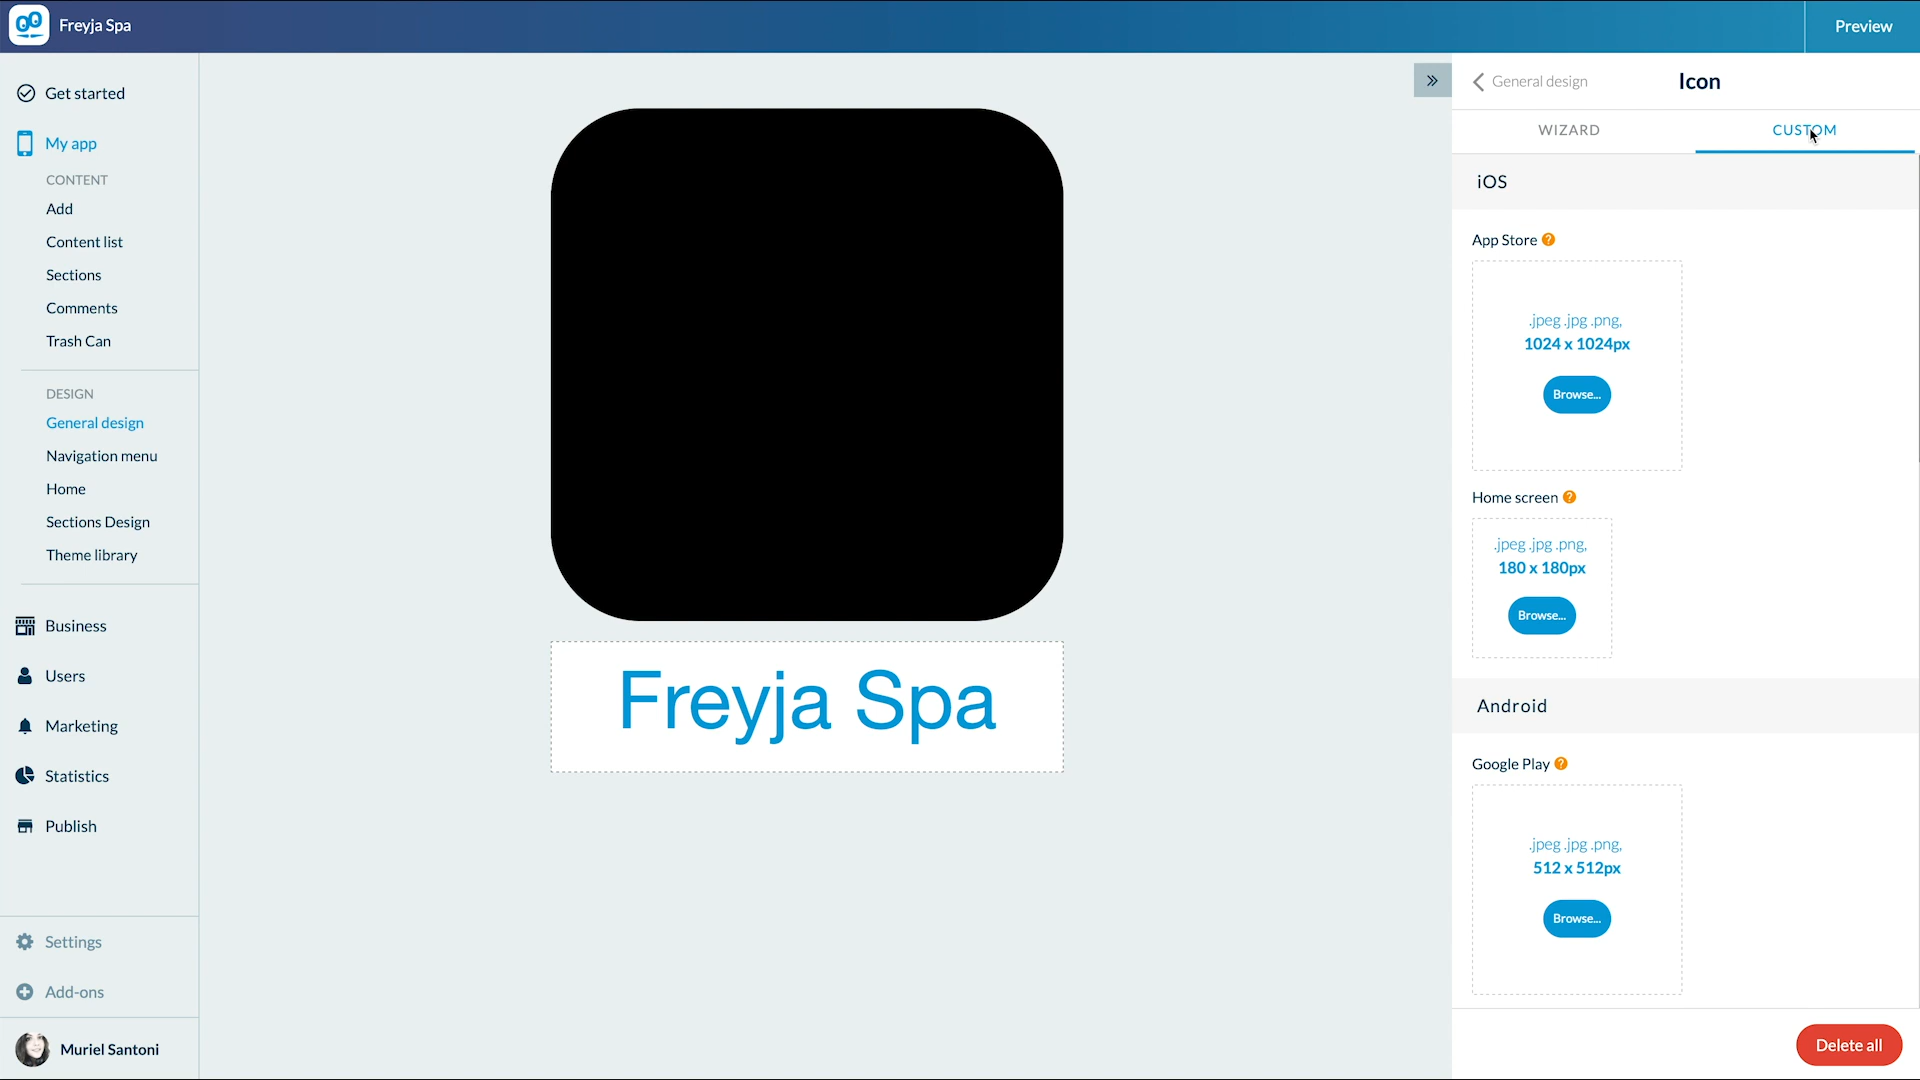 Freyja Spa
Preview
Get started
My app
CONTENT
Add
Content list
Sections
Comments
Trash Can
DESIGN
General design
Navigation menu
Home
Sections Design
Theme library
Business
Users
Marketing
Statistics
Publish
Settings
Add-ons
Muriel Santoni
Freyja Spa
General design
Icon
WIZARD
CUSTOM
iOS
App Store ?
.jpeg .jpg .png,
1024 x 1024px
Browse...
Home screen ?
.jpeg .jpg .png,
180 x 180px
Browse...
Android
Google Play ?
.jpeg .jpg .png,
512 x 512px
Browse...
Delete all